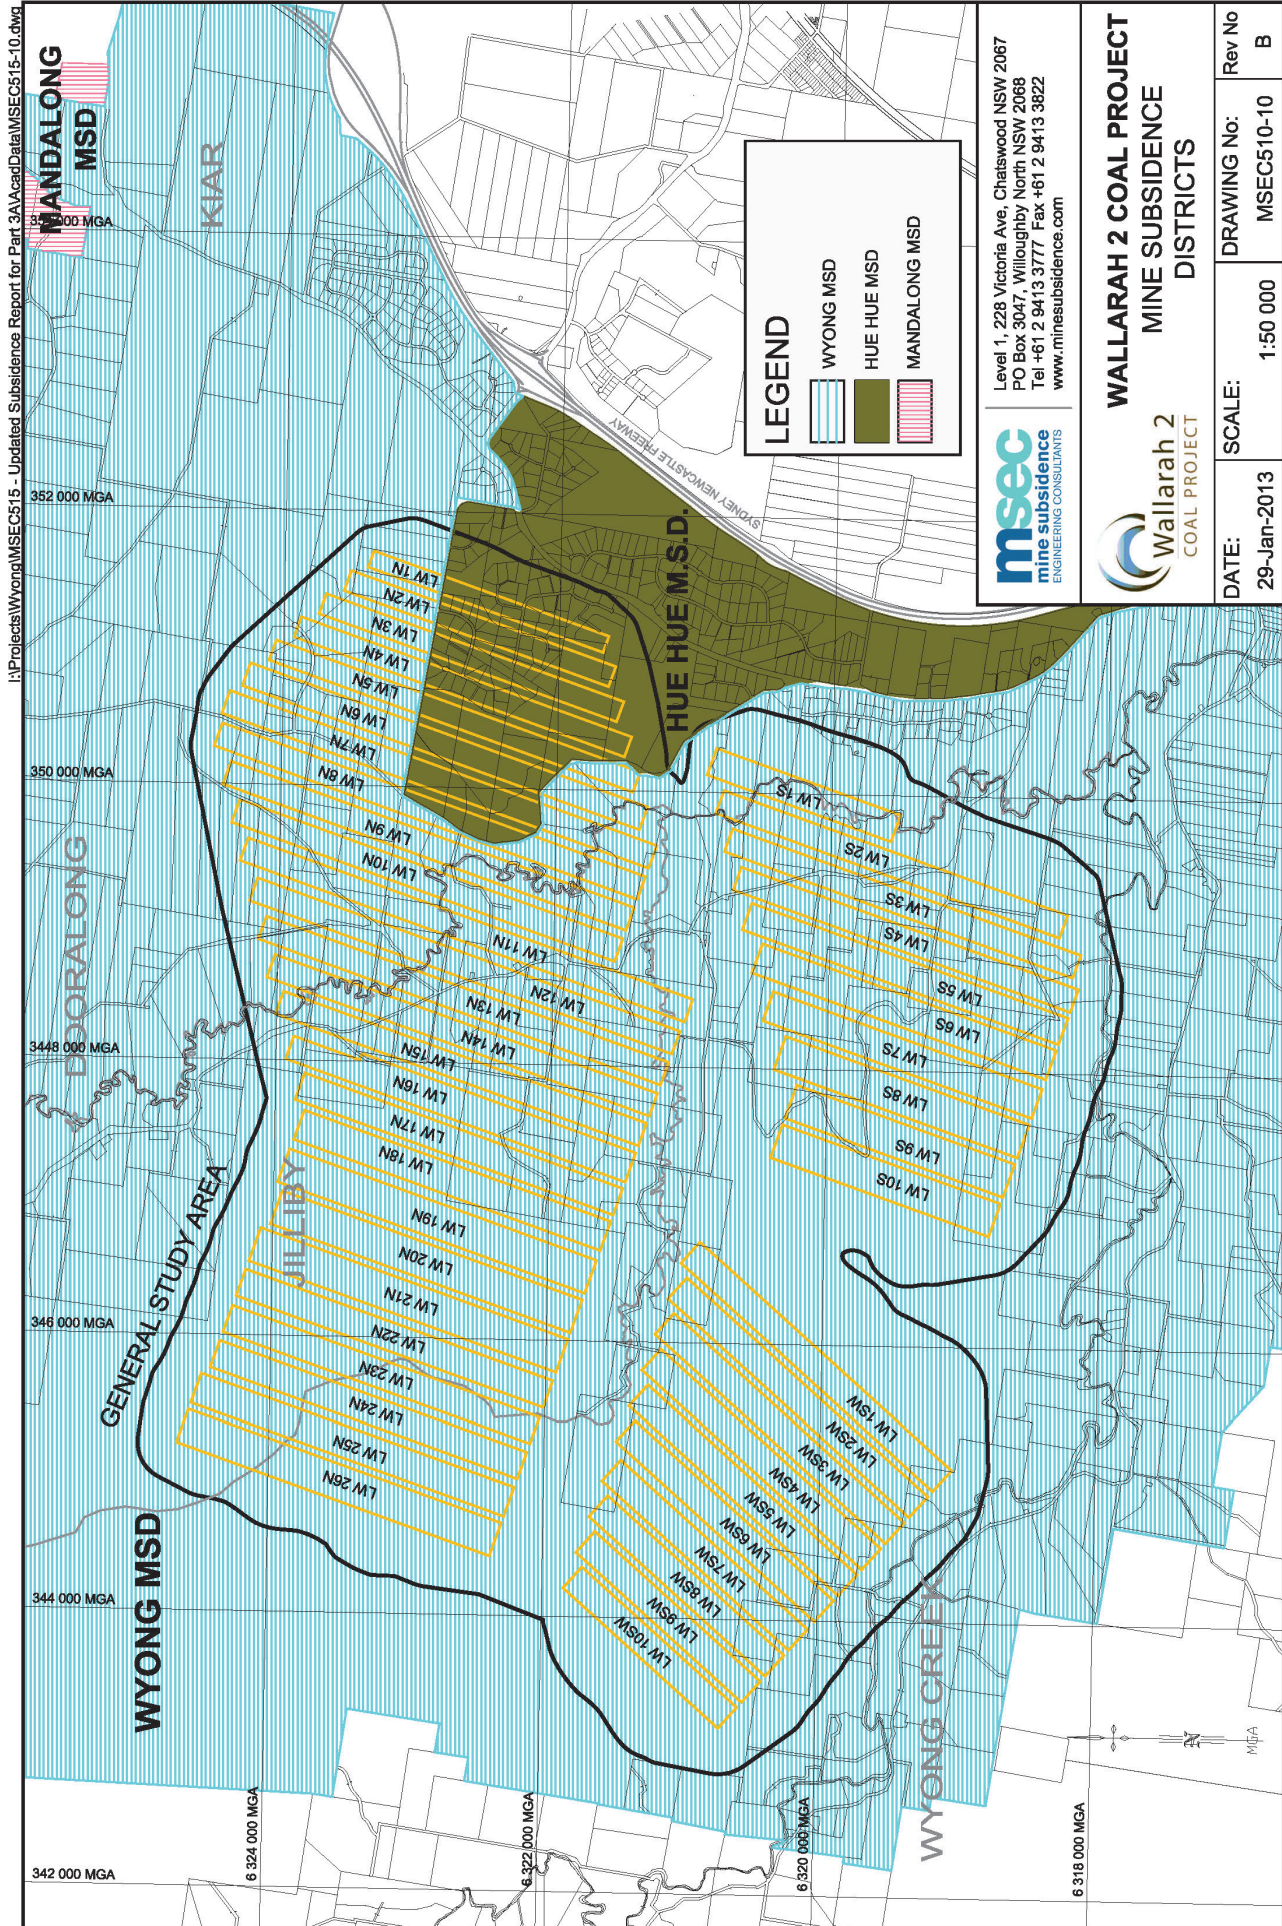 I:\Projects\Wyong\MSEC515 - Updated Subsidence Report for Part 3A\AcadData\MSEC515-10.dwg
MANDALONG
MSD
KIAR
000 MGA
352 000 MGA
350 000 MGA
3448 000 MGA
346 000 MGA
344 000 MGA
342 000 MGA
6 324 000 MGA
6 322 000 MGA
6 320 000 MGA
6 318 000 MGA
DOORALONG
JILLIBY
GENERAL STUDY AREA
WYONG MSD
WYONG CREEK
HUE HUE M.S.D.
SYDNEY NEWCASTLE FREEWAY
LW 1N
LW 2N
LW 3N
LW 4N
LW 5N
LW 6N
LW 7N
LW 8N
LW 9N
LW 10N
LW 11N
LW 12N
LW 13N
LW 14N
LW 15N
LW 16N
LW 17N
LW 18N
LW 19N
LW 20N
LW 21N
LW 22N
LW 23N
LW 24N
LW 25N
LW 26N
LW 1S
LW 2S
LW 3S
LW 4S
LW 5S
LW 6S
LW 7S
LW 8S
LW 9S
LW 10S
LW 1SW
LW 2SW
LW 3SW
LW 4SW
LW 5SW
LW 6SW
LW 7SW
LW 8SW
LW 9SW
LW 10SW
N
MGA
LEGEND
WYONG MSD
HUE HUE MSD
MANDALONG MSD
msec
mine subsidence
ENGINEERING CONSULTANTS
Level 1, 228 Victoria Ave, Chatswood NSW 2067
PO Box 3047, Willoughby North NSW 2068
Tel +61 2 9413 3777 Fax +61 2 9413 3822
www.minesubsidence.com
Wallarah 2
COAL PROJECT
WALLARAH 2 COAL PROJECT
MINE SUBSIDENCE
DISTRICTS
DATE:
29-Jan-2013
SCALE:
1:50 000
DRAWING No:
MSEC510-10
Rev No
B